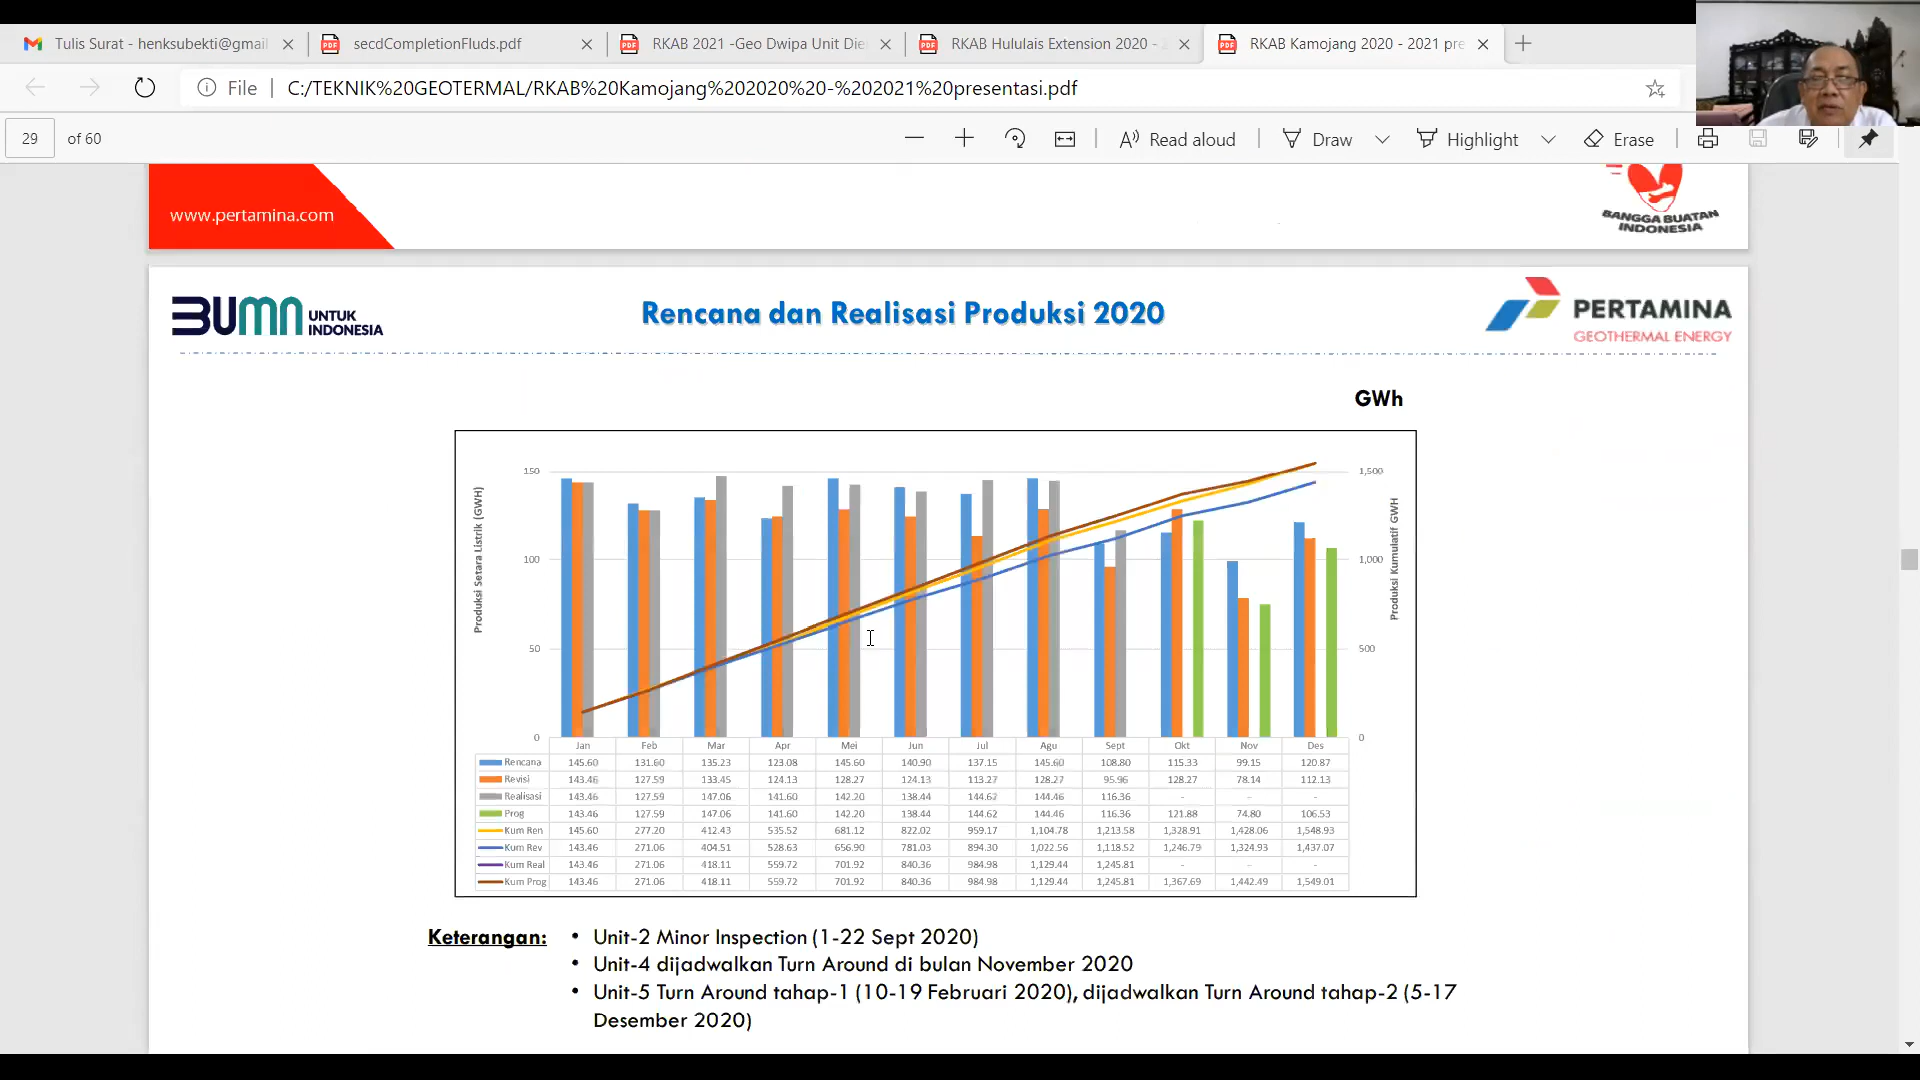 Tulis Surat - henksubekti@gmail
secdCompletionFluds.pdf
RKAB 2021 -Geo Dwipa Unit Die
RKAB Hululais Extension 2020 -
RKAB Kamojang 2020 - 2021 pre
File C:/TEKNIK%20GEOTERMAL/RKAB%20Kamojang%202020%20-%202021%20presentasi.pdf
29 of 60
Read aloud
Draw
Highlight
Erase
www.pertamina.com
BANGGA BUATAN
INDONESIA
BUMN UNTUK
INDONESIA
Rencana dan Realisasi Produksi 2020
PERTAMINA
GEOTHERMAL ENERGY
GWh
Produksi Setara Listrik (GWH)
Produksi Kumulatif GWH
150 1,500
100 1,000
50 500
0 0
Jan Feb Mar Apr Mei Jun Jul Agu Sept Okt Nov Des
Rencana 145.60 131.60 135.23 123.08 145.60 140.90 137.15 145.60 108.80 115.33 99.15 120.87
Revisi 143.46 127.59 133.45 124.13 128.27 124.13 113.27 128.27 95.96 128.27 78.14 112.13
Realisasi 143.46 127.59 147.06 141.60 142.20 138.44 144.62 144.46 116.36 - - -
Prog 143.46 127.59 147.06 141.60 142.20 138.44 144.62 144.46 116.36 121.88 74.80 106.53
Kum Ren 145.60 277.20 412.43 535.52 681.12 822.02 959.17 1,104.78 1,213.58 1,328.91 1,428.06 1,548.93
Kum Rev 143.46 271.06 404.51 528.63 656.90 781.03 894.30 1,022.56 1,118.52 1,246.79 1,324.93 1,437.07
Kum Real 143.46 271.06 418.11 559.72 701.92 840.36 984.98 1,129.44 1,245.81 - - -
Kum Prog 143.46 271.06 418.11 559.72 701.92 840.36 984.98 1,129.44 1,245.81 1,367.69 1,442.49 1,549.01
Keterangan: • Unit-2 Minor Inspection (1-22 Sept 2020)
• Unit-4 dijadwalkan Turn Around di bulan November 2020
• Unit-5 Turn Around tahap-1 (10-19 Februari 2020), dijadwalkan Turn Around tahap-2 (5-17
Desember 2020)